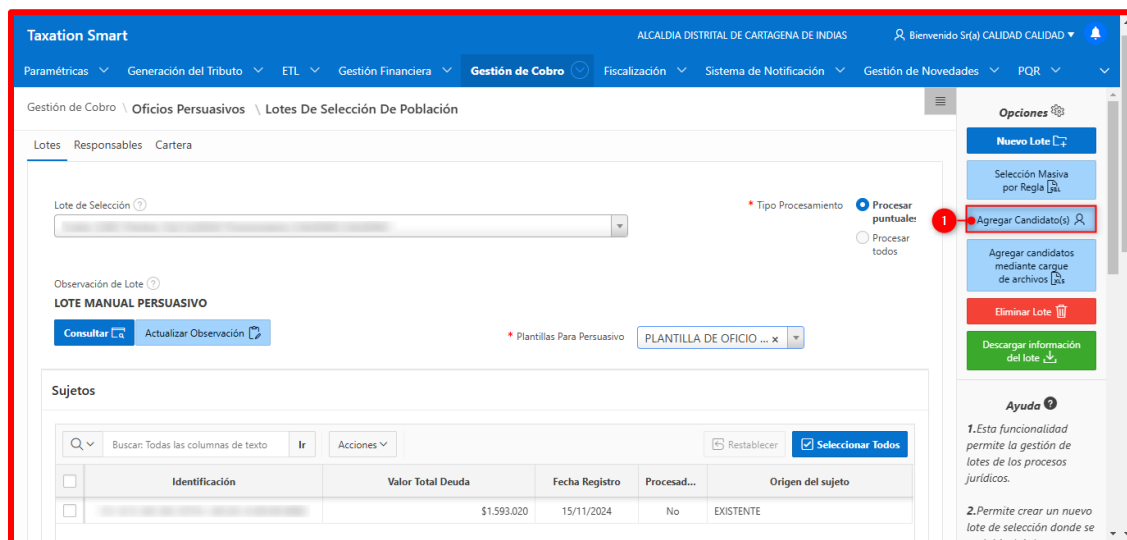 Taxation Smart
ALCALDIA DISTRITAL DE CARTAGENA DE INDIAS
Bienvenido Sr(a) CALIDAD CALIDAD
Paramétricas Generación del Tributo ETL Gestión Financiera Gestión de Cobro Fiscalización Sistema de Notificación Gestión de Novedades PQR
Gestión de Cobro \ Oficios Persuasivos \ Lotes De Selección De Población
Lotes Responsables Cartera
Lote de Selección ?
* Tipo Procesamiento
Procesar
puntuales
Procesar
todos
Observación de Lote ?
LOTE MANUAL PERSUASIVO
Consultar Actualizar Observación
* Plantillas Para Persuasivo PLANTILLA DE OFICIO ... x
Sujetos
Buscar: Todas las columnas de texto Ir Acciones Restablecer Seleccionar Todos
Identificación Valor Total Deuda Fecha Registro Procesad... Origen del sujeto
$1.593.020 15/11/2024 No EXISTENTE
Opciones
Nuevo Lote
Selección Masiva
por Regla
1
Agregar Candidato(s)
Agregar candidatos
mediante cargue
de archivos
Eliminar Lote
Descargar información
del lote
Ayuda ?
1.Esta funcionalidad
permite la gestión de
lotes de los procesos
jurídicos.
2.Permite crear un nuevo
lote de selección donde se